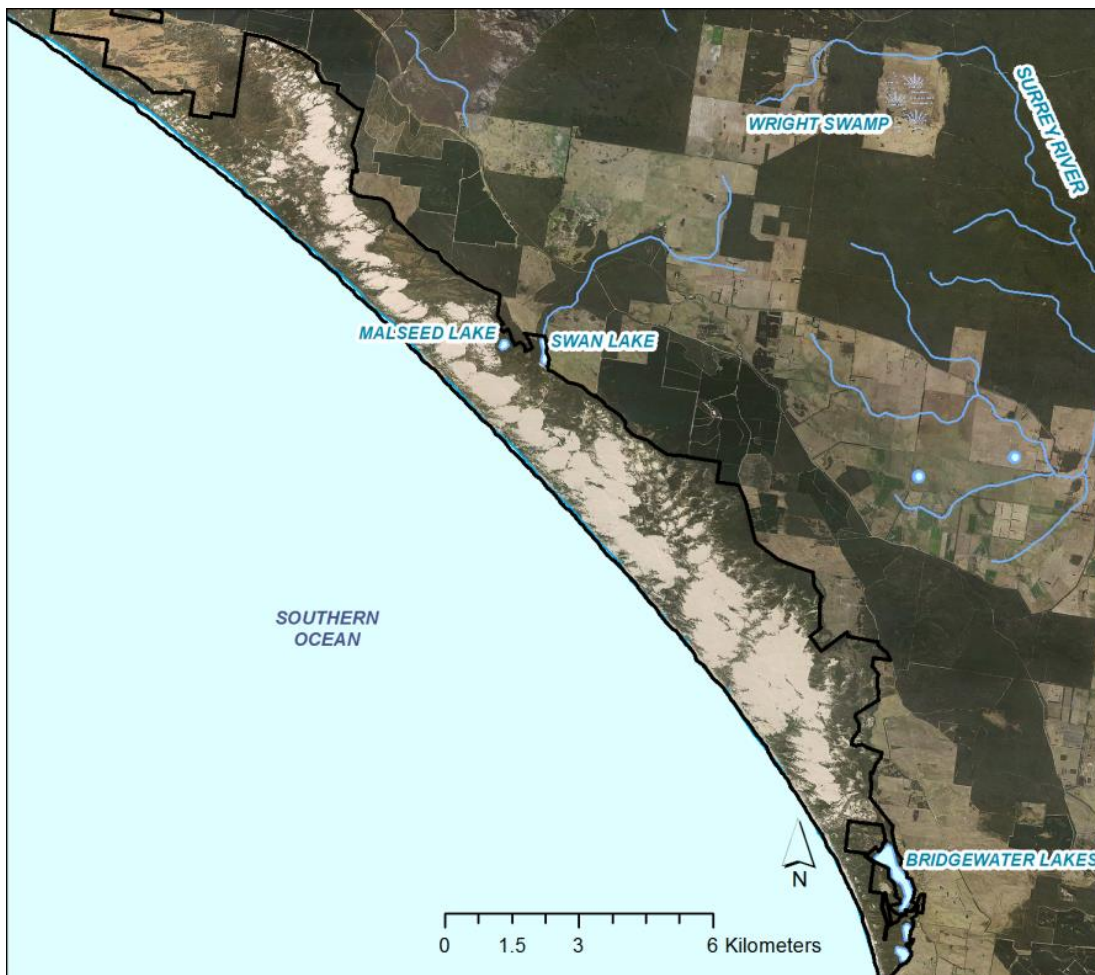 WRIGHT SWAMP
SURREY RIVER
MALSEED LAKE
SWAN LAKE
SOUTHERN
OCEAN
BRIDGEWATER LAKES
N
0 1.5 3 6 Kilometers